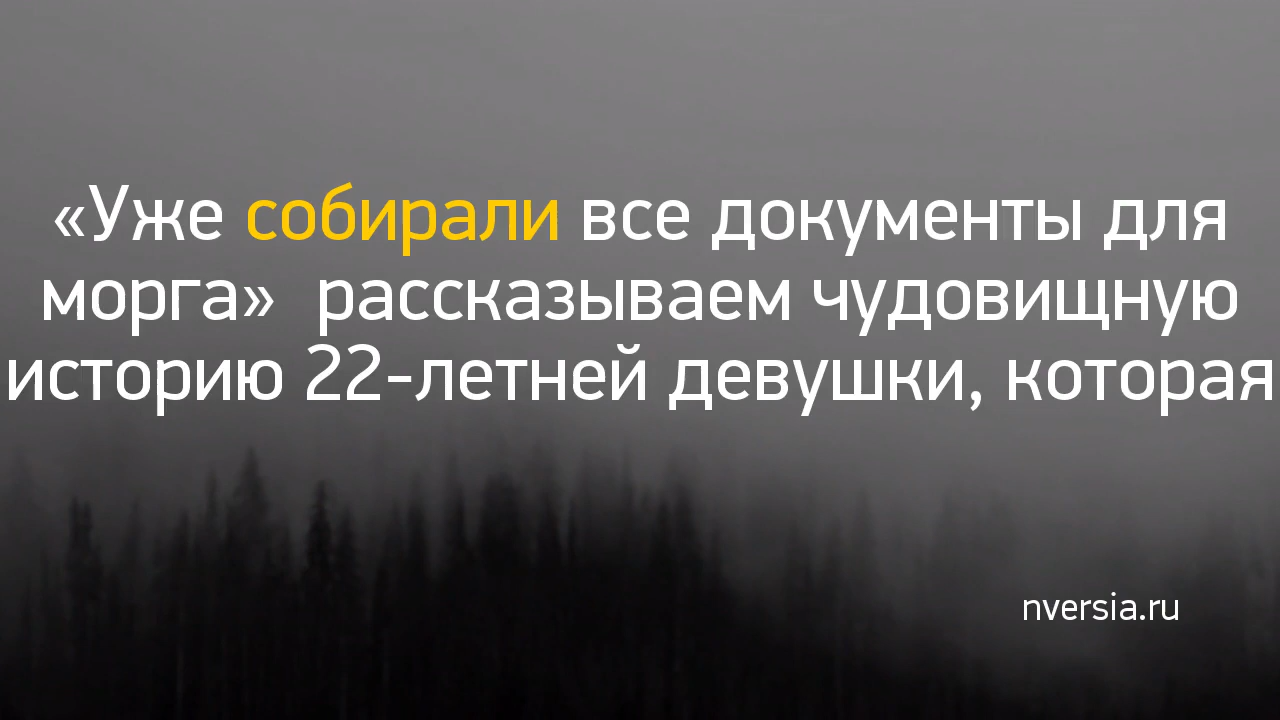 «Уже собирали все документы для
морга»  рассказываем чудовищную
историю 22-летней девушки, которая
nversia.ru